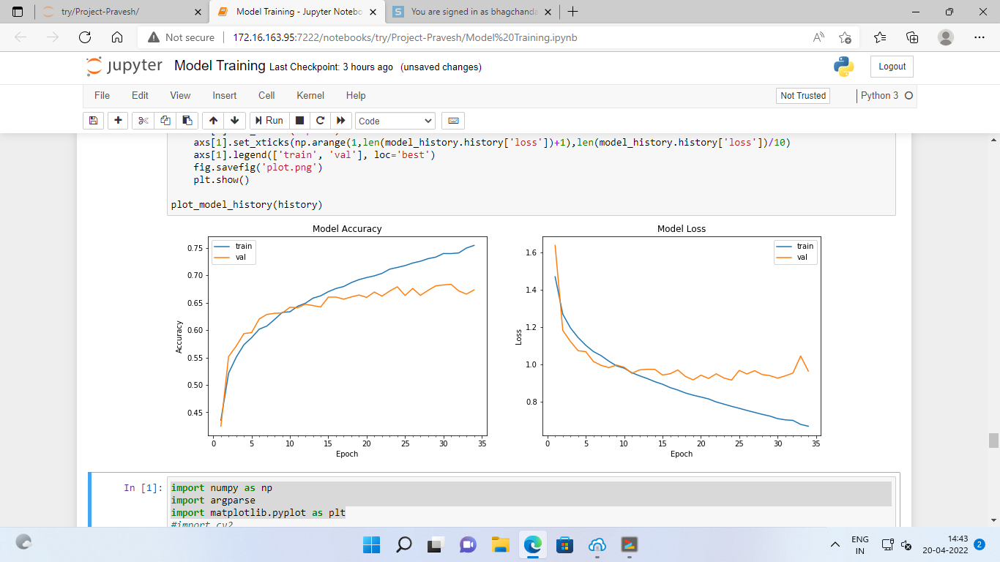 try/Project-Pravesh/
Model Training - Jupyter Notebo
You are signed in as bhagchanda
Not secure
172.16.163.95:7222/notebooks/try/Project-Pravesh/Model%20Training.ipynb
jupyter Model Training Last Checkpoint: 3 hours ago (unsaved changes)
Logout
File Edit View Insert Cell Kernel Help
Not Trusted
Python 3
Run
Code
axs[1].set_xticks(np.arange(1,len(model_history.history['loss'])+1),len(model_history.history['loss'])/10)
axs[1].legend(['train', 'val'], loc='best')
fig.savefig('plot.png')
plt.show()
plot_model_history(history)
Model Accuracy
train
val
0.75
0.70
0.65
0.60
0.55
0.50
0.45
Accuracy
0 5 10 15 20 25 30 35
Epoch
Model Loss
train
val
1.6
1.4
1.2
1.0
0.8
Loss
0 5 10 15 20 25 30 35
Epoch
In [1]:
import numpy as np
import argparse
import matplotlib.pyplot as plt
#import cv2
ENG
IN
14:43
20-04-2022
2